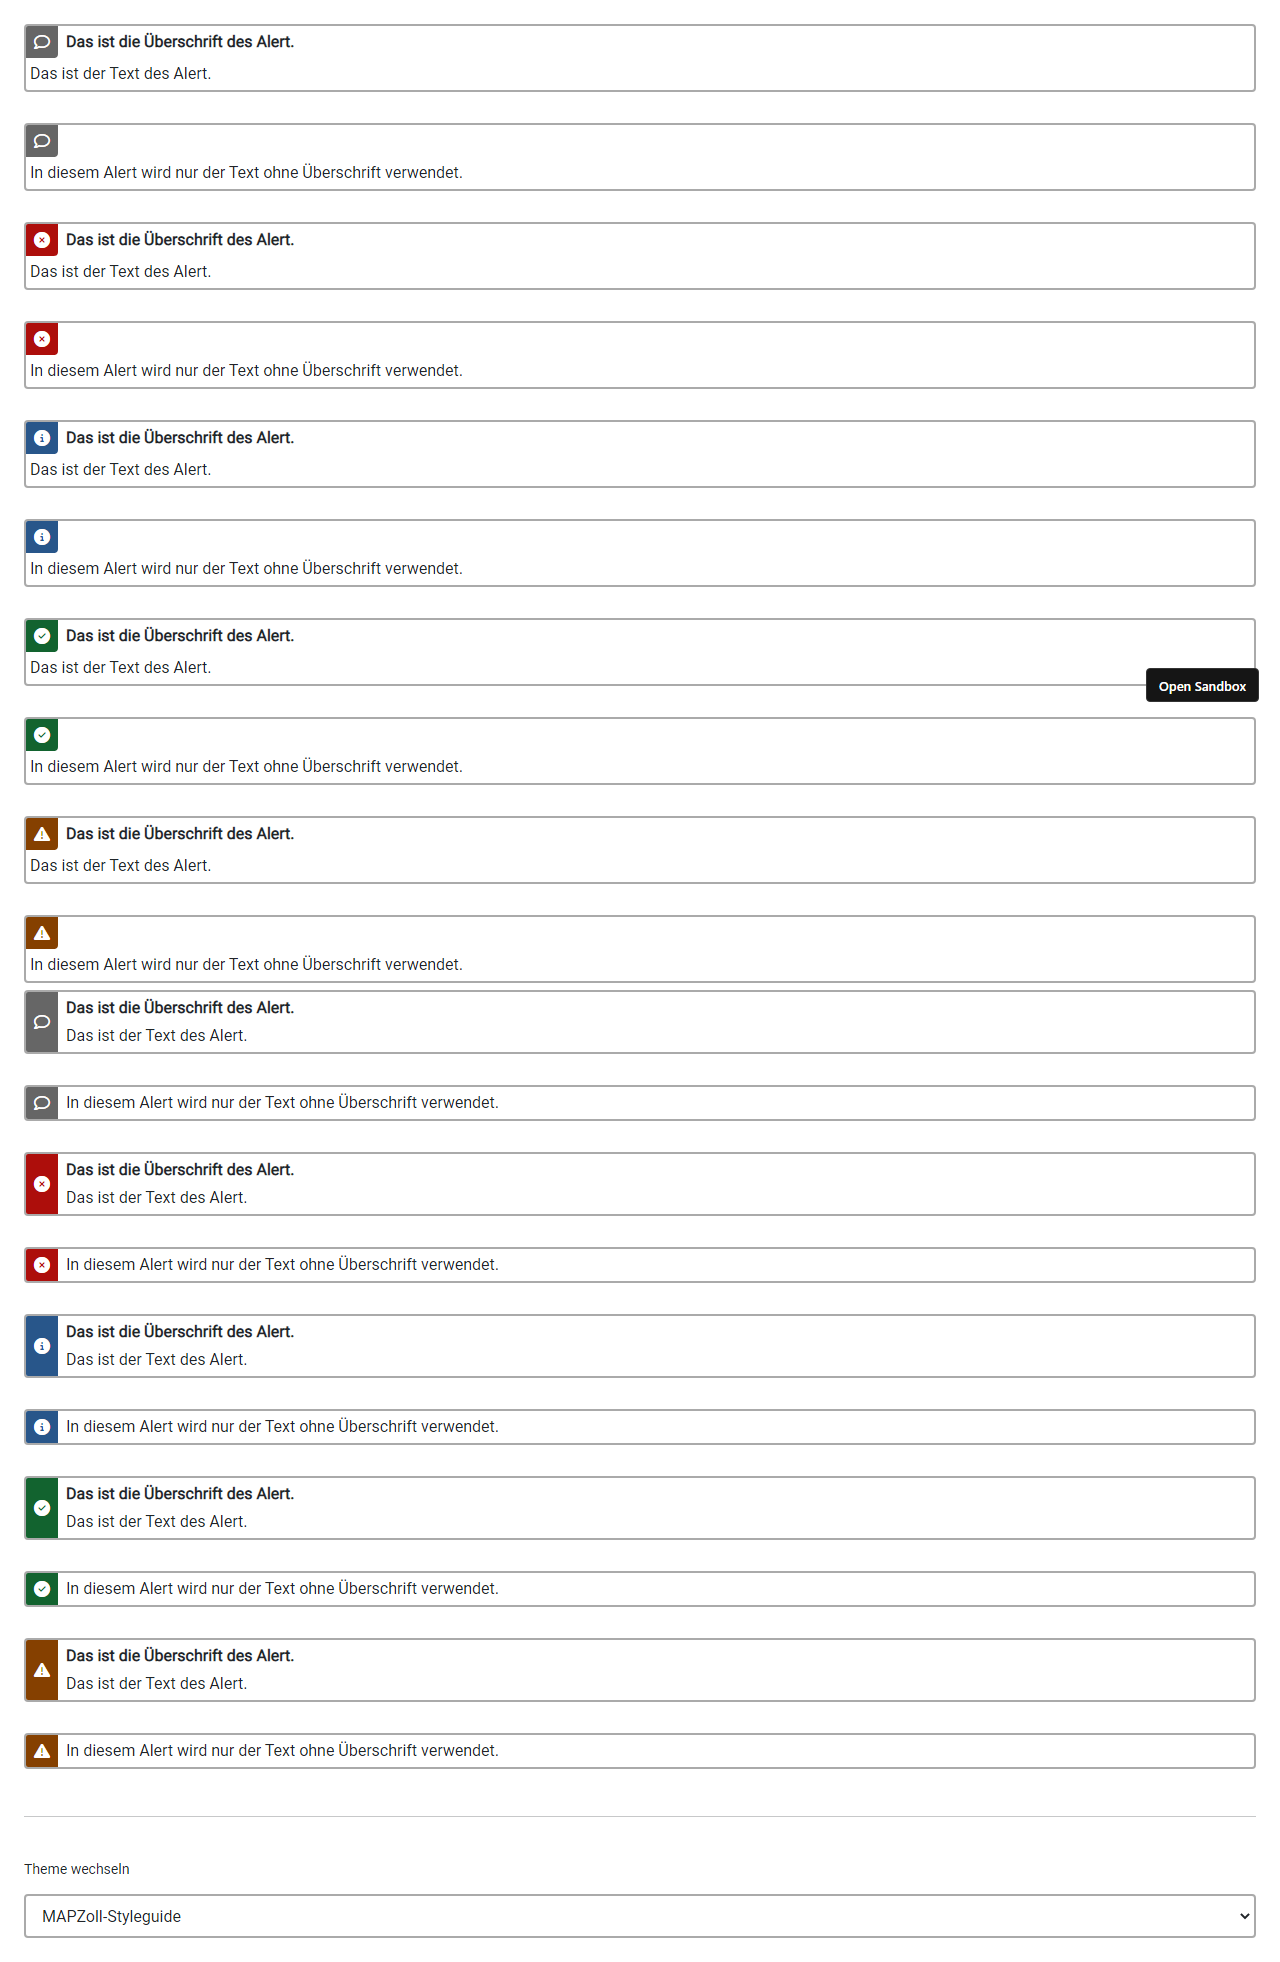 Das ist die Überschrift des Alert.
Das ist der Text des Alert.
In diesem Alert wird nur der Text ohne Überschrift verwendet.
Das ist die Überschrift des Alert.
Das ist der Text des Alert.
In diesem Alert wird nur der Text ohne Überschrift verwendet.
Das ist die Überschrift des Alert.
Das ist der Text des Alert.
In diesem Alert wird nur der Text ohne Überschrift verwendet.
Das ist die Überschrift des Alert.
Das ist der Text des Alert.
Open Sandbox
In diesem Alert wird nur der Text ohne Überschrift verwendet.
Das ist die Überschrift des Alert.
Das ist der Text des Alert.
In diesem Alert wird nur der Text ohne Überschrift verwendet.
Das ist die Überschrift des Alert.
Das ist der Text des Alert.
In diesem Alert wird nur der Text ohne Überschrift verwendet.
Das ist die Überschrift des Alert.
Das ist der Text des Alert.
In diesem Alert wird nur der Text ohne Überschrift verwendet.
Das ist die Überschrift des Alert.
Das ist der Text des Alert.
In diesem Alert wird nur der Text ohne Überschrift verwendet.
Das ist die Überschrift des Alert.
Das ist der Text des Alert.
In diesem Alert wird nur der Text ohne Überschrift verwendet.
Das ist die Überschrift des Alert.
Das ist der Text des Alert.
In diesem Alert wird nur der Text ohne Überschrift verwendet.
Theme wechseln
MAPZoll-Styleguide